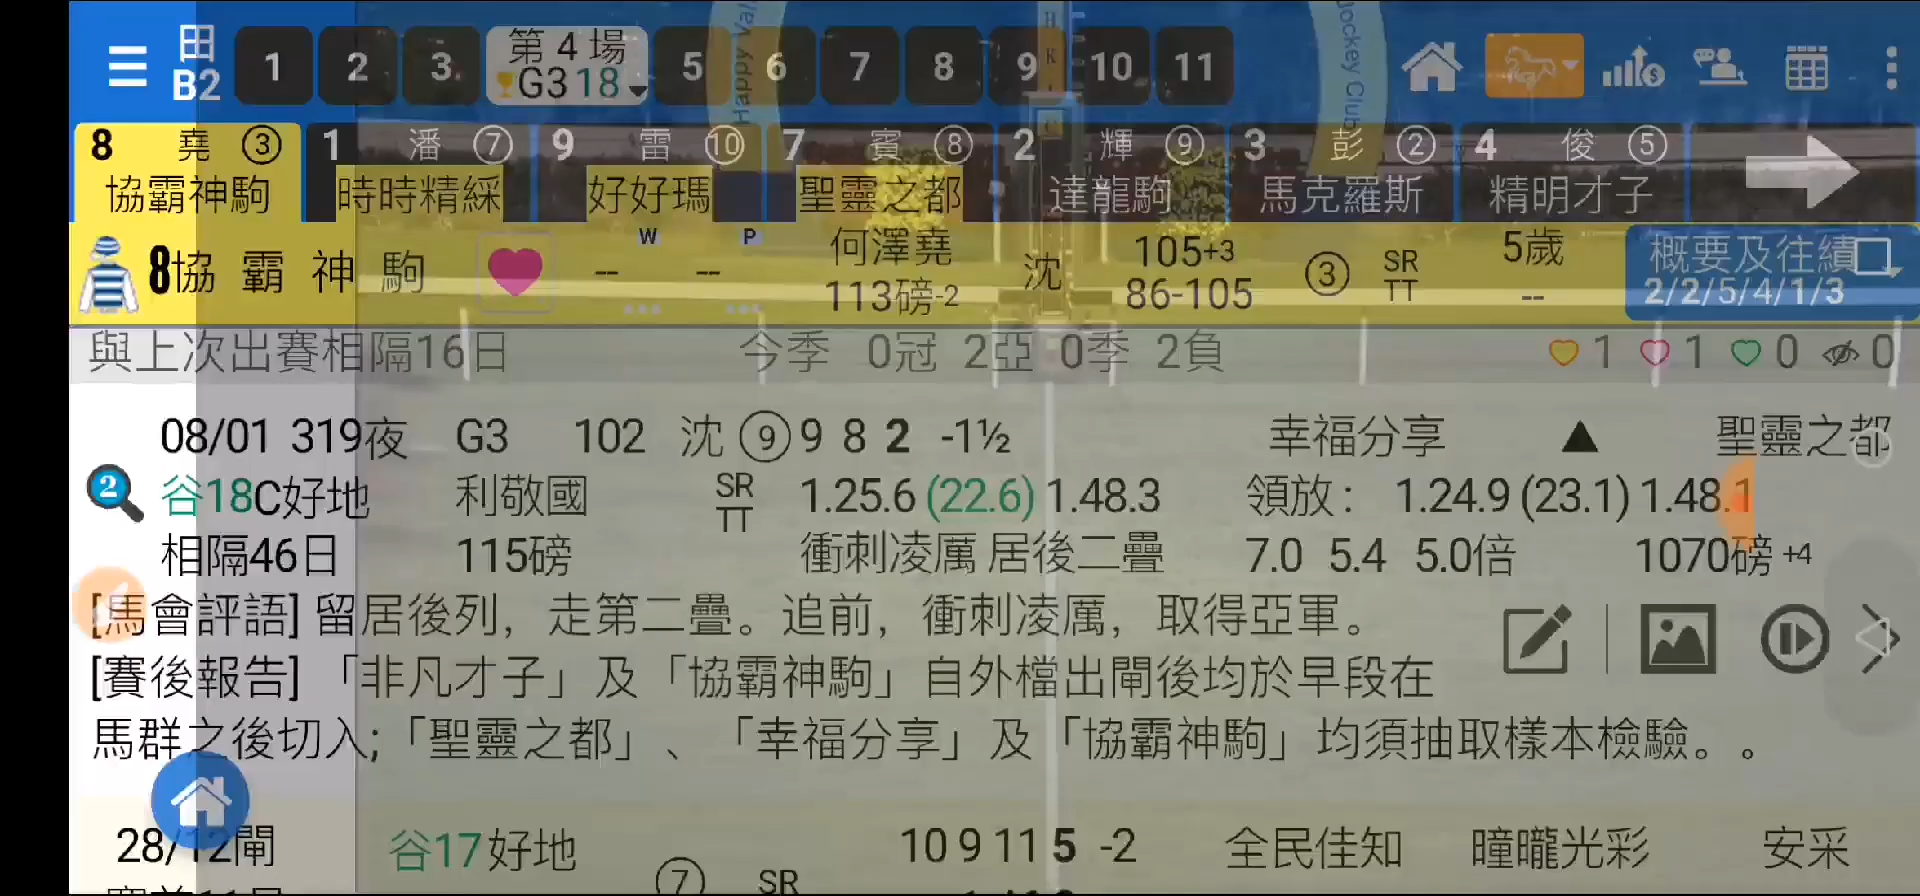 田 B2 1 2 3 第 4 場 G3 18 5 6 7 8 9 10 11
Happy Val
HK
Jockey Club
8 堯 ③ 1 潘 ⑦ 9 雷 ⑩ 7 賓 ⑧ 2 輝 ⑨ 3 彭 ② 4 俊 ⑤
協霸神駒 時時精綵 好好瑪 聖靈之都 達龍駒 馬克羅斯 精明才子
8協霸神駒 W -- P -- 何澤堯 沈 105+3 ③ SR 5歲 概要及往績
113磅-2 86-105 TT -- 2/2/5/4/1/3
與上次出賽相隔16日 今季 0冠 2亞 0季 2負 1 1 0 0
08/01 319夜 G3 102 沈 ⑨ 9 8 2 -1½ 幸福分享 ▲ 聖靈之都
2 谷18C好地 利敬國 SR TT 1.25.6 (22.6) 1.48.3 領放: 1.24.9 (23.1) 1.48.1
相隔46日 115磅 衝刺凌厲 居後二疊 7.0 5.4 5.0倍 1070磅 +4
[馬會評語] 留居後列，走第二疊。追前，衝刺凌厲，取得亞軍。
[賽後報告]「非凡才子」及「協霸神駒」自外檔出閘後均於早段在
馬群之後切入;「聖靈之都」、「幸福分享」及「協霸神駒」均須抽取樣本檢驗。。
28/12閘 谷17好地 10 9 11 5 -2 全民佳知 曈曨光彩 安采
⑦ SR